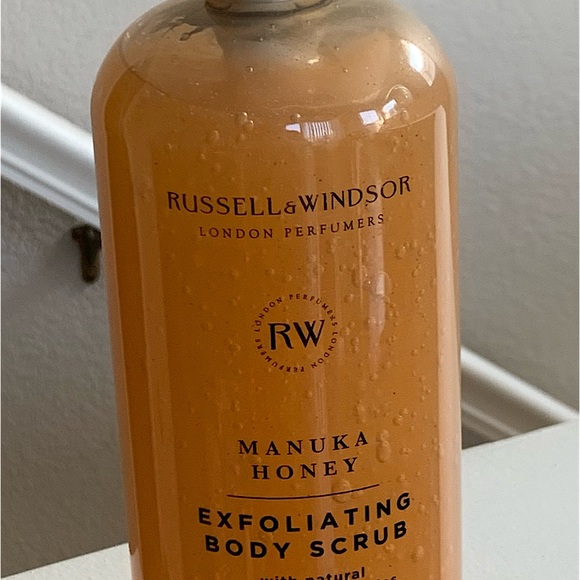 RUSSELL&WINDSOR
LONDON PERFUMERS
LONDON PERFUMERS LONDON PERFUMERS
RW
MANUKA
HONEY
EXFOLIATING
BODY SCRUB
with natural